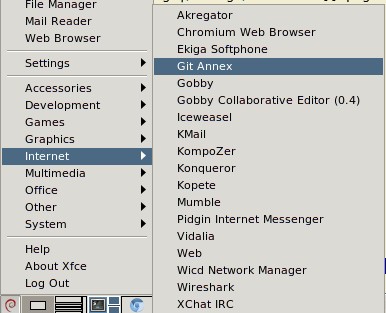 File Manager
Mail Reader
Web Browser
Settings
Accessories
Development
Games
Graphics
Internet
Multimedia
Office
Other
System
Help
About Xfce
Log Out
Akregator
Chromium Web Browser
Ekiga Softphone
Git Annex
Gobby
Gobby Collaborative Editor (0.4)
Iceweasel
KMail
KompoZer
Konqueror
Kopete
Mumble
Pidgin Internet Messenger
Vidalia
Web
Wicd Network Manager
Wireshark
XChat IRC